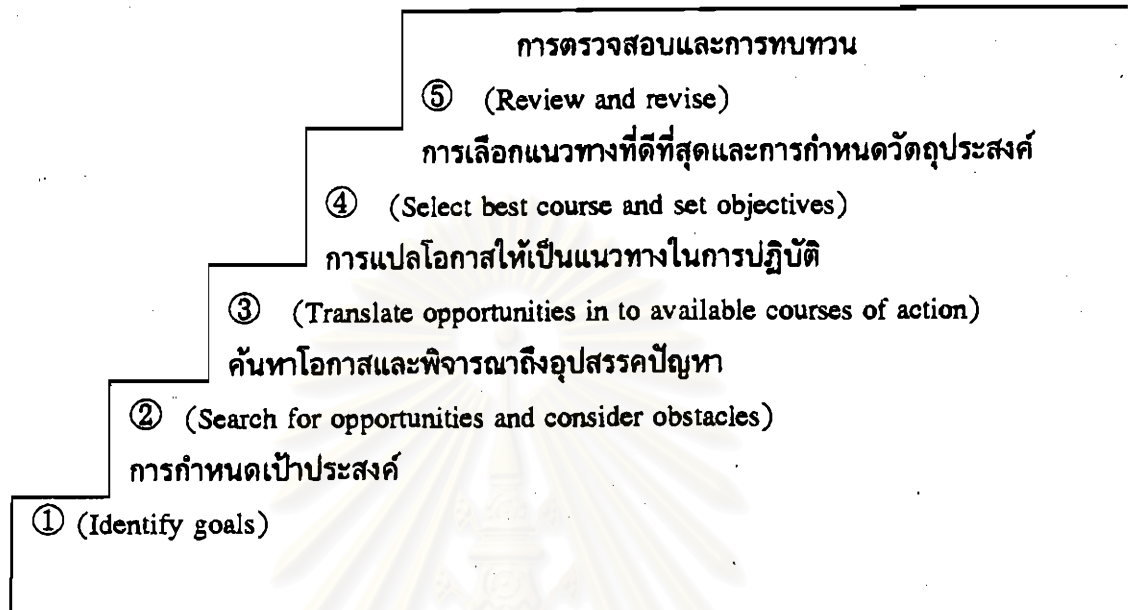 การตรวจสอบและการทบทวน
⑤ (Review and revise)
การเลือกแนวทางที่ดีที่สุดและการกำหนดวัตถุประสงค์
④ (Select best course and set objectives)
การแปลโอกาสให้เป็นแนวทางในการปฏิบัติ
③ (Translate opportunities in to available courses of action)
ค้นหาโอกาสและพิจารณาถึงอุปสรรคปัญหา
② (Search for opportunities and consider obstacles)
การกำหนดเป้าประสงค์
① (Identify goals)